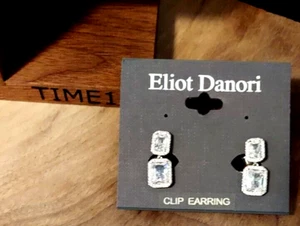 Eliot Danori
TIME1
CLIP EARRING